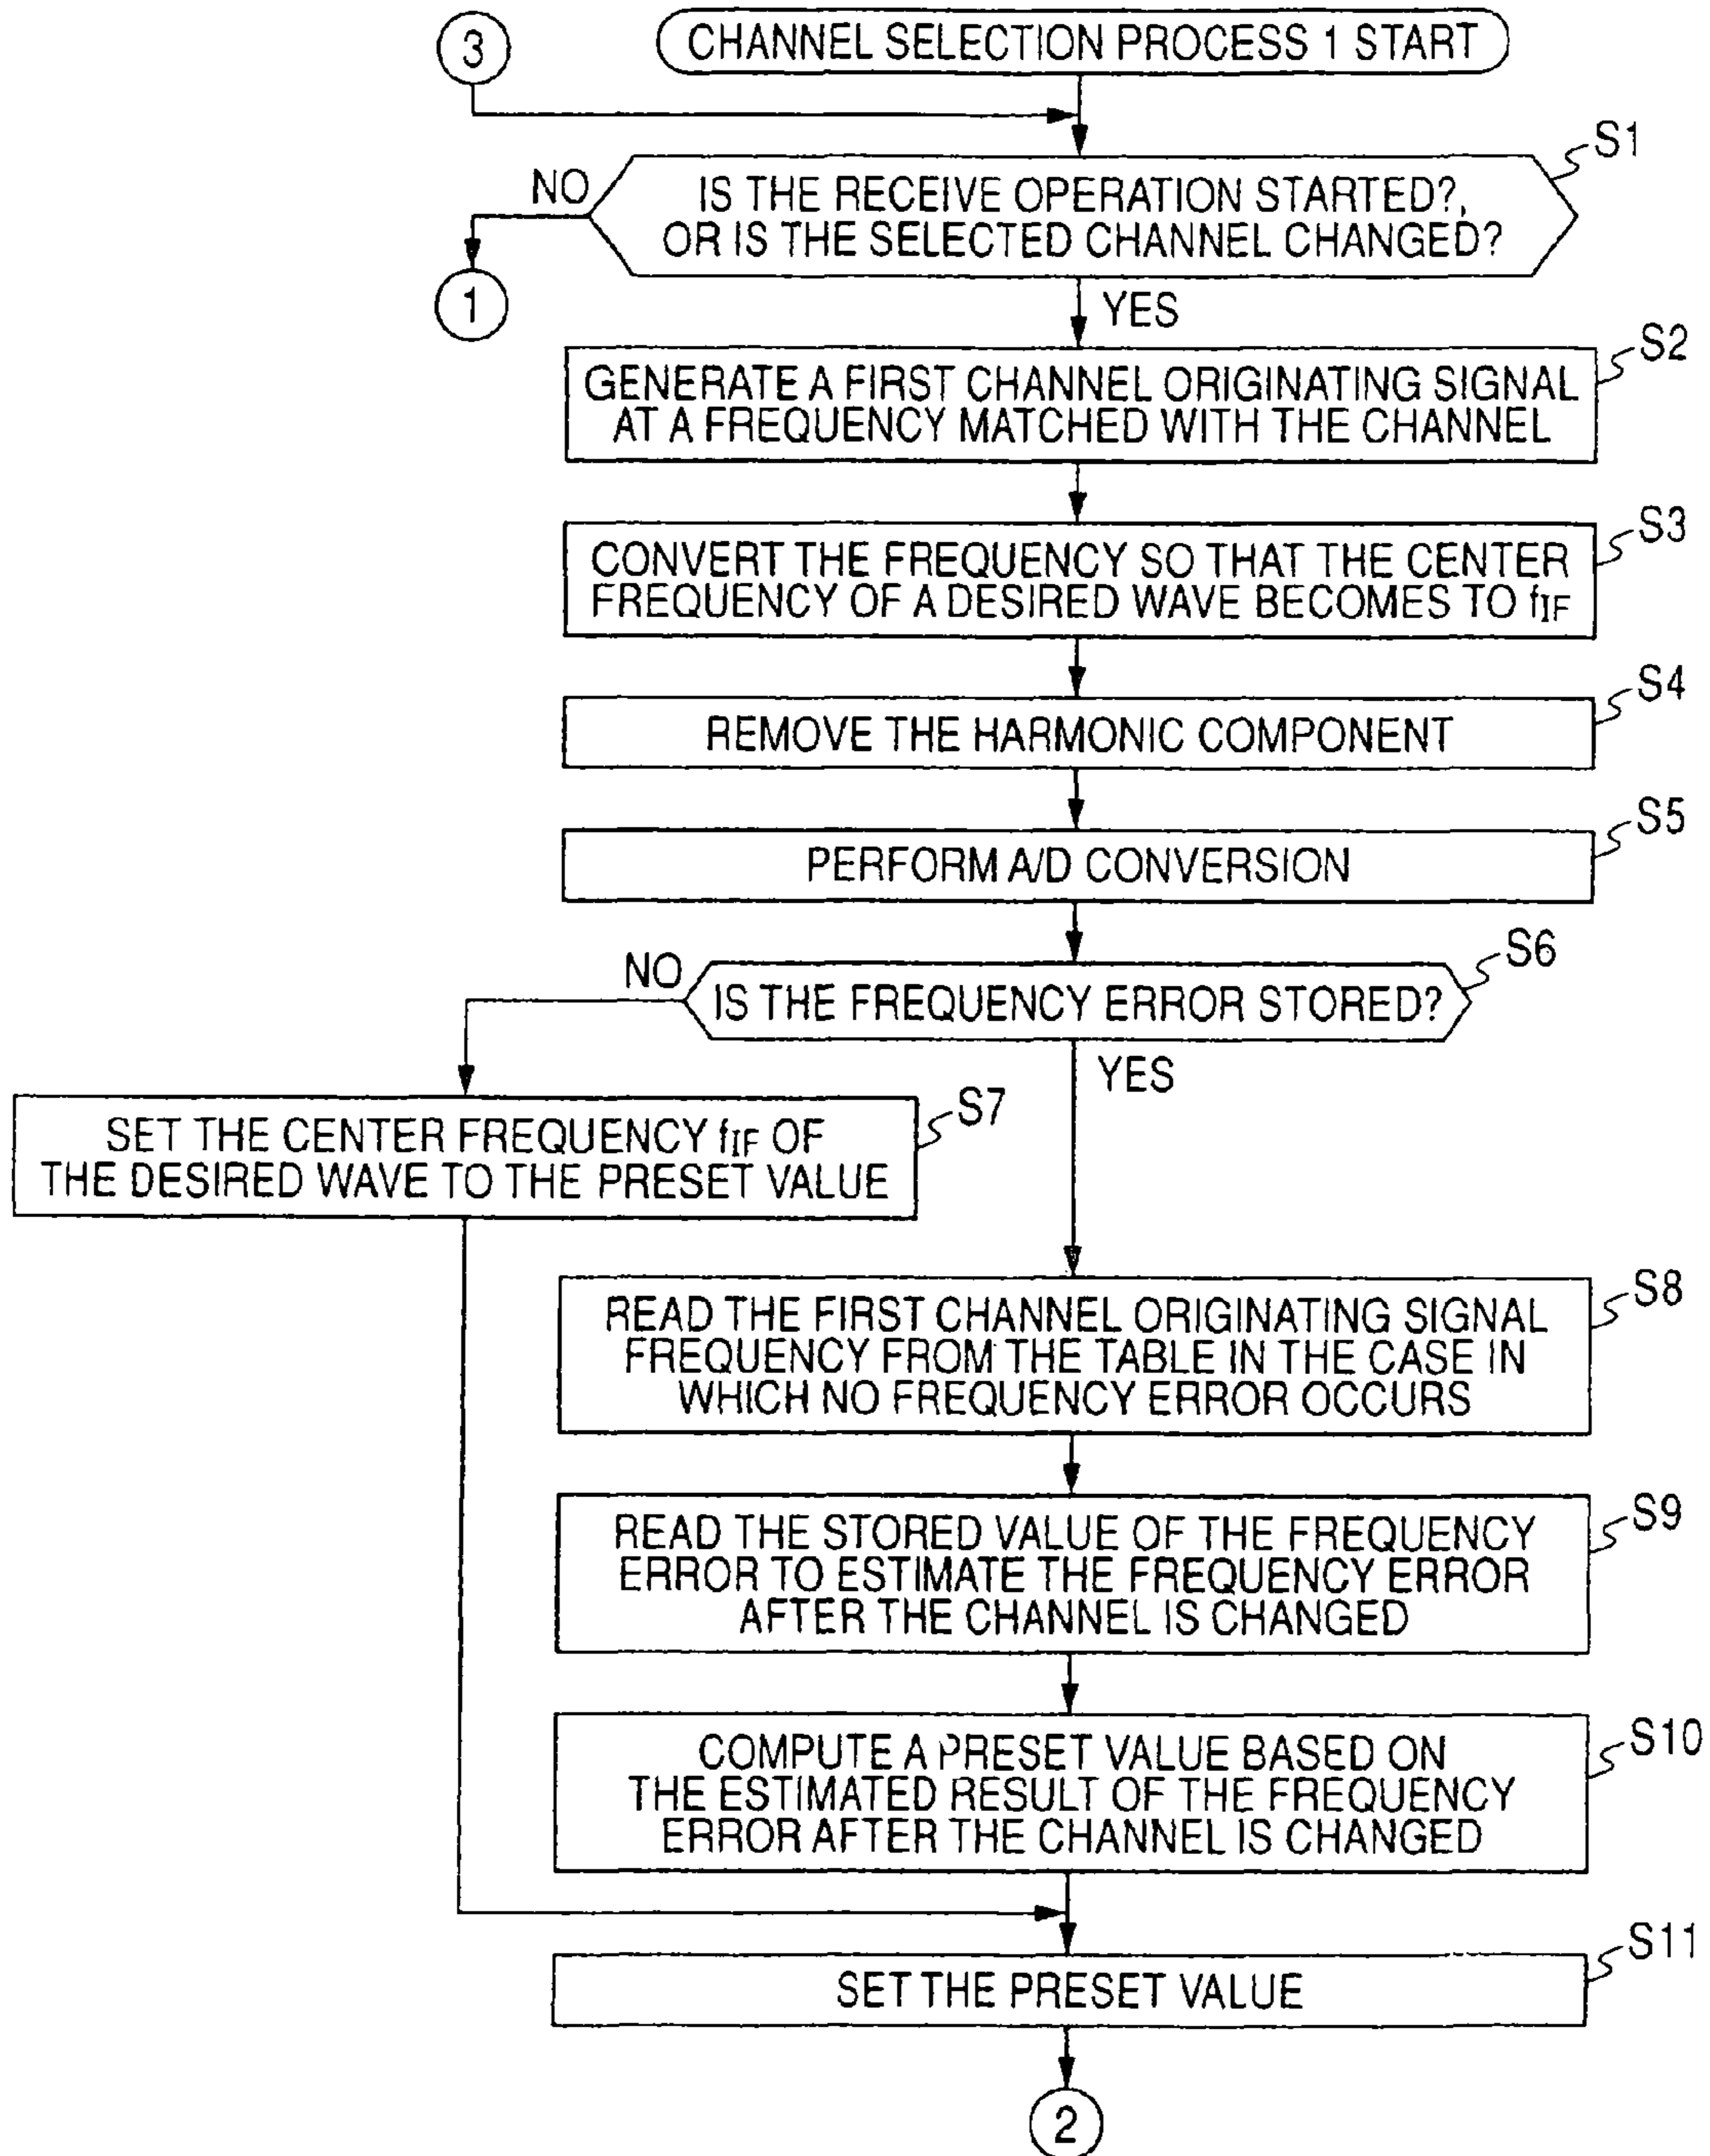 3
CHANNEL SELECTION PROCESS 1 START
S1
NO
IS THE RECEIVE OPERATION STARTED?,
OR IS THE SELECTED CHANNEL CHANGED?
1
YES
S2
GENERATE A FIRST CHANNEL ORIGINATING SIGNAL
AT A FREQUENCY MATCHED WITH THE CHANNEL
S3
CONVERT THE FREQUENCY SO THAT THE CENTER
FREQUENCY OF A DESIRED WAVE BECOMES TO fIF
S4
REMOVE THE HARMONIC COMPONENT
S5
PERFORM A/D CONVERSION
S6
NO
IS THE FREQUENCY ERROR STORED?
YES
S7
SET THE CENTER FREQUENCY fIF OF
THE DESIRED WAVE TO THE PRESET VALUE
S8
READ THE FIRST CHANNEL ORIGINATING SIGNAL
FREQUENCY FROM THE TABLE IN THE CASE IN
WHICH NO FREQUENCY ERROR OCCURS
S9
READ THE STORED VALUE OF THE FREQUENCY
ERROR TO ESTIMATE THE FREQUENCY ERROR
AFTER THE CHANNEL IS CHANGED
S10
COMPUTE A PRESET VALUE BASED ON
THE ESTIMATED RESULT OF THE FREQUENCY
ERROR AFTER THE CHANNEL IS CHANGED
S11
SET THE PRESET VALUE
2